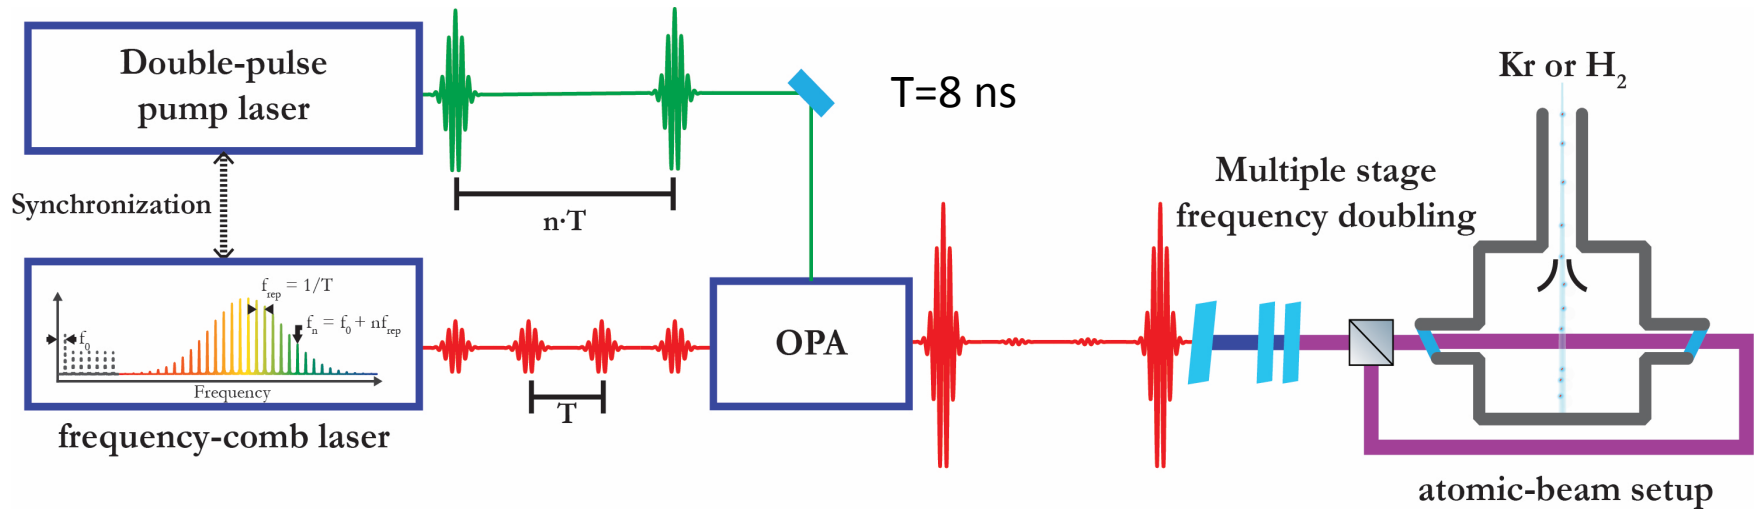 Double-pulse
pump laser
T=8 ns
Kr or H₂
Synchronization
n·T
Multiple stage
frequency doubling
f_rep = 1/T
f_n = f_0 + nf_rep
f_0
Frequency
T
OPA
frequency-comb laser
atomic-beam setup